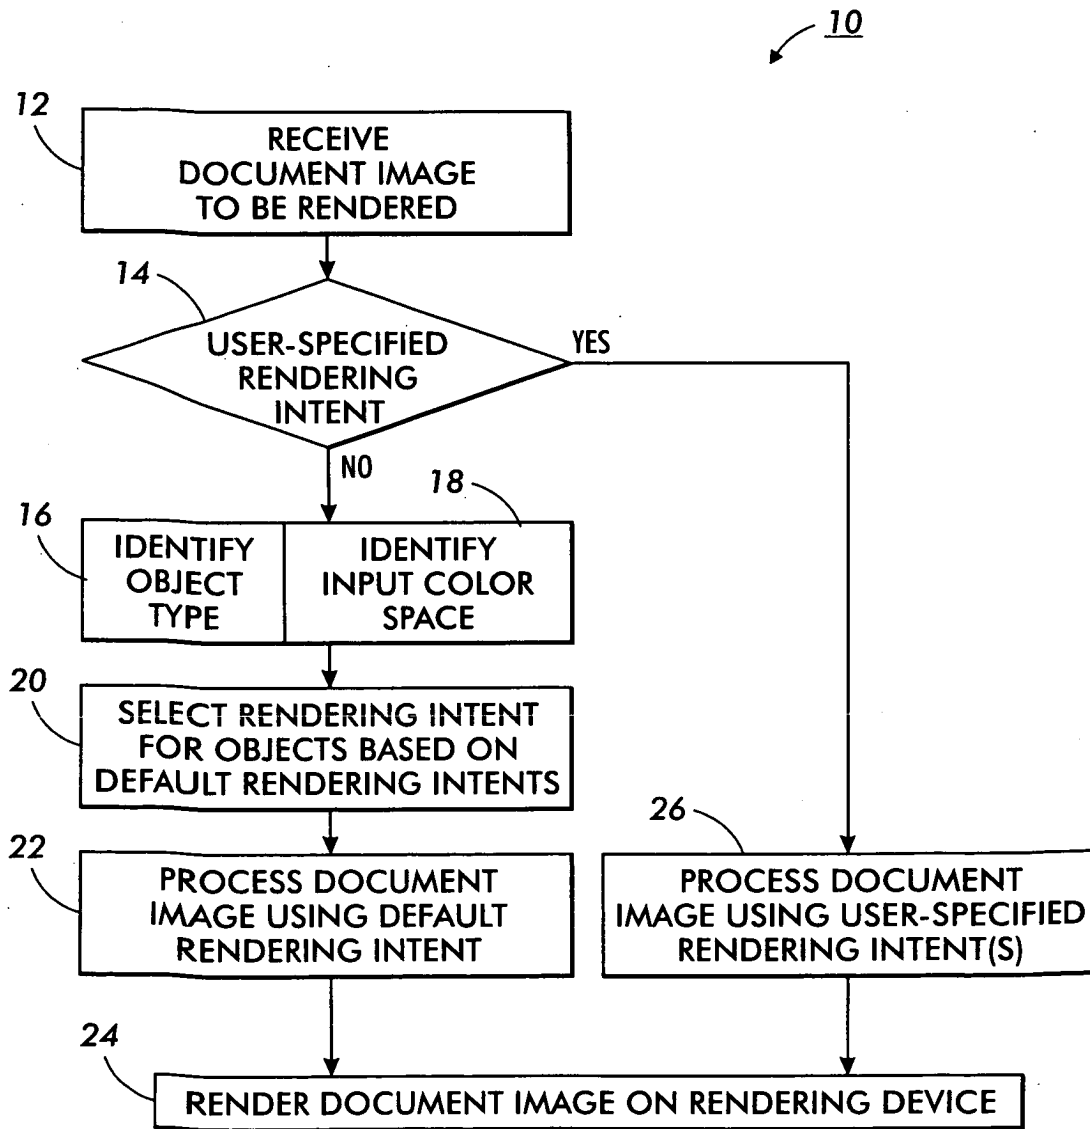 10
12
RECEIVE
DOCUMENT IMAGE
TO BE RENDERED
14
USER-SPECIFIED
RENDERING
INTENT
YES
NO
16
IDENTIFY
OBJECT
TYPE
18
IDENTIFY
INPUT COLOR
SPACE
20
SELECT RENDERING INTENT
FOR OBJECTS BASED ON
DEFAULT RENDERING INTENTS
22
PROCESS DOCUMENT
IMAGE USING DEFAULT
RENDERING INTENT
26
PROCESS DOCUMENT
IMAGE USING USER-SPECIFIED
RENDERING INTENT(S)
24
RENDER DOCUMENT IMAGE ON RENDERING DEVICE